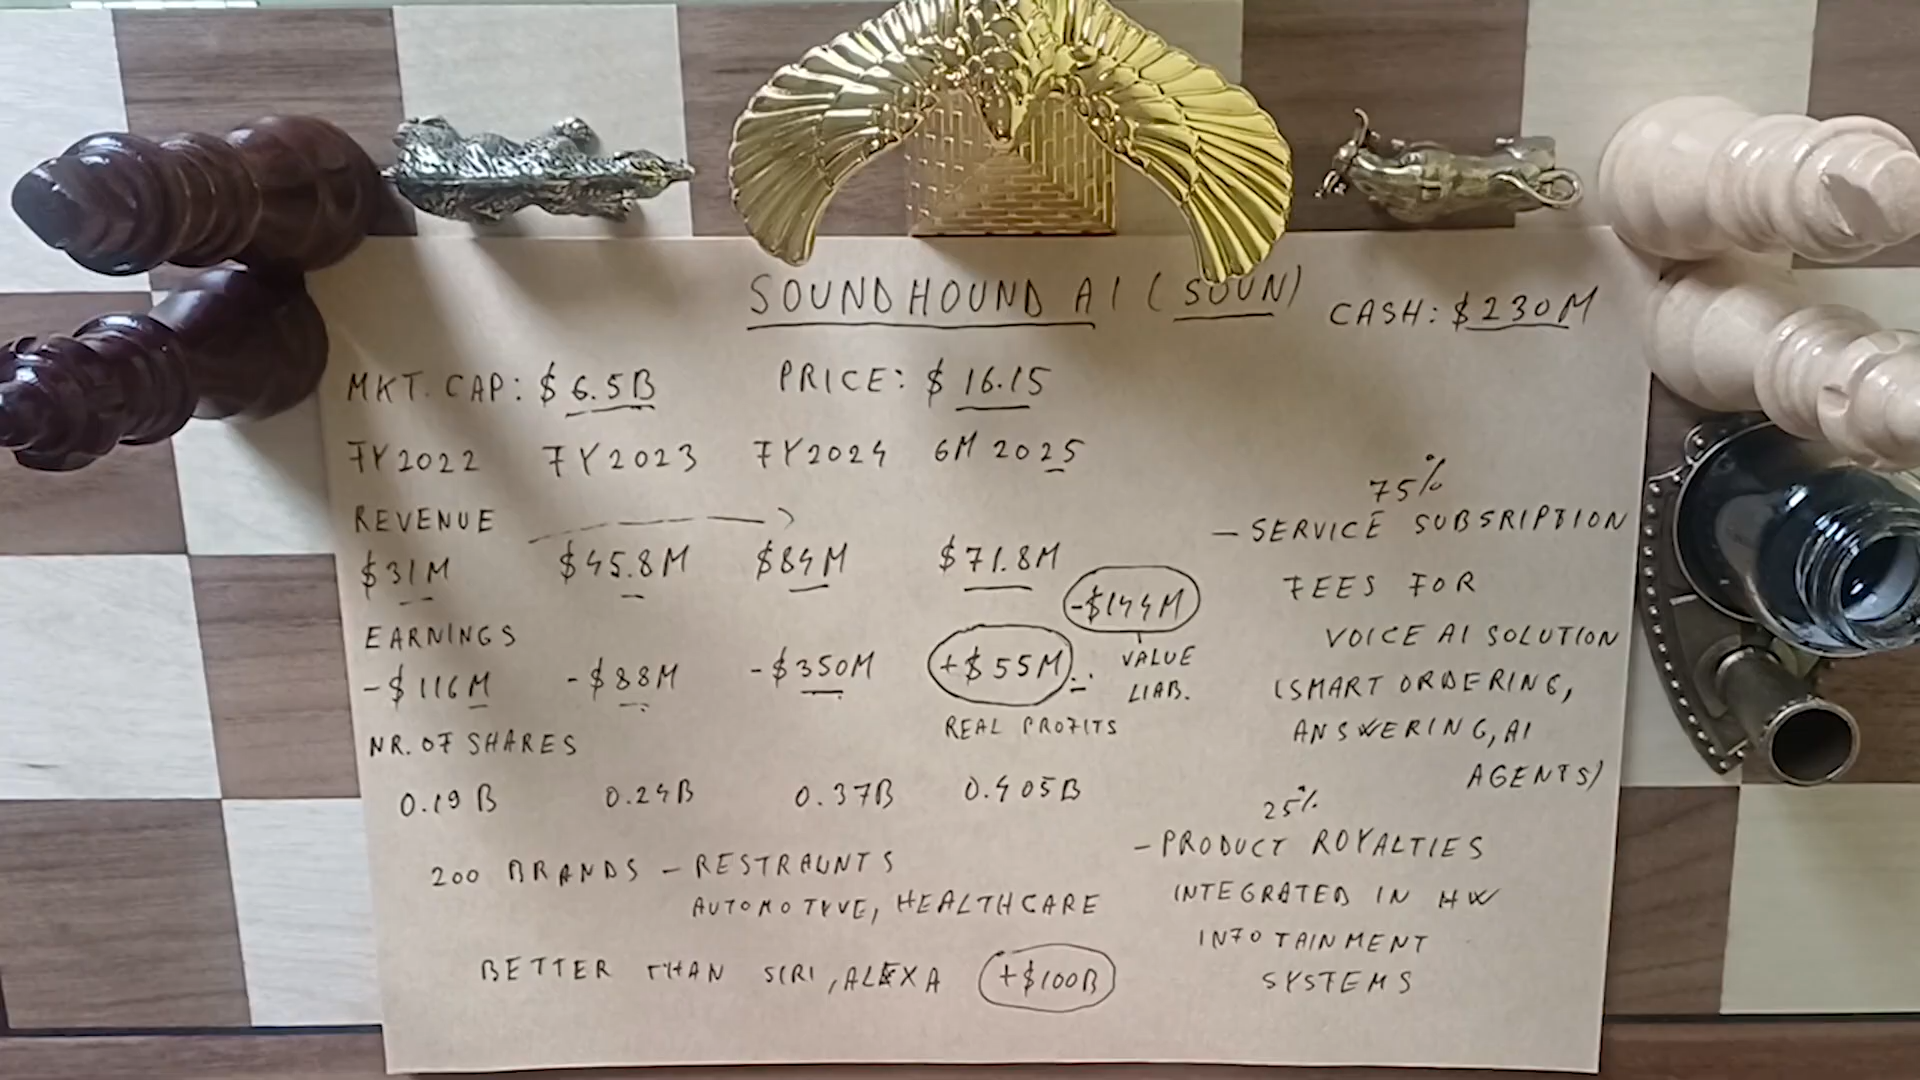 SOUNDHOUND AI (SOUN)
CASH: $230M
MKT. CAP: $ 6.5B
PRICE: $ 16.15
FY2022 FY2023 FY2024 6M 2025
REVENUE
$31M $45.8M $84M $71.8M
-$144M
VALUE
LIAB.
EARNINGS
-$116M -$88M -$350M +$55M
REAL PROFITS
NR. OF SHARES
0.19B 0.24B 0.37B 0.405B
200 BRANDS - RESTRAUNTS
AUTOMOTYVE, HEALTHCARE
BETTER THAN SIRI, ALEXA +$100B
75%
- SERVICE SUBSRIPTION
FEES FOR
VOICE AI SOLUTION
(SMART ORDERING,
ANSWERING, AI
AGENTS)
25%
- PRODUCT ROYALTIES
INTEGRATED IN HW
INFOTAINMENT
SYSTEMS